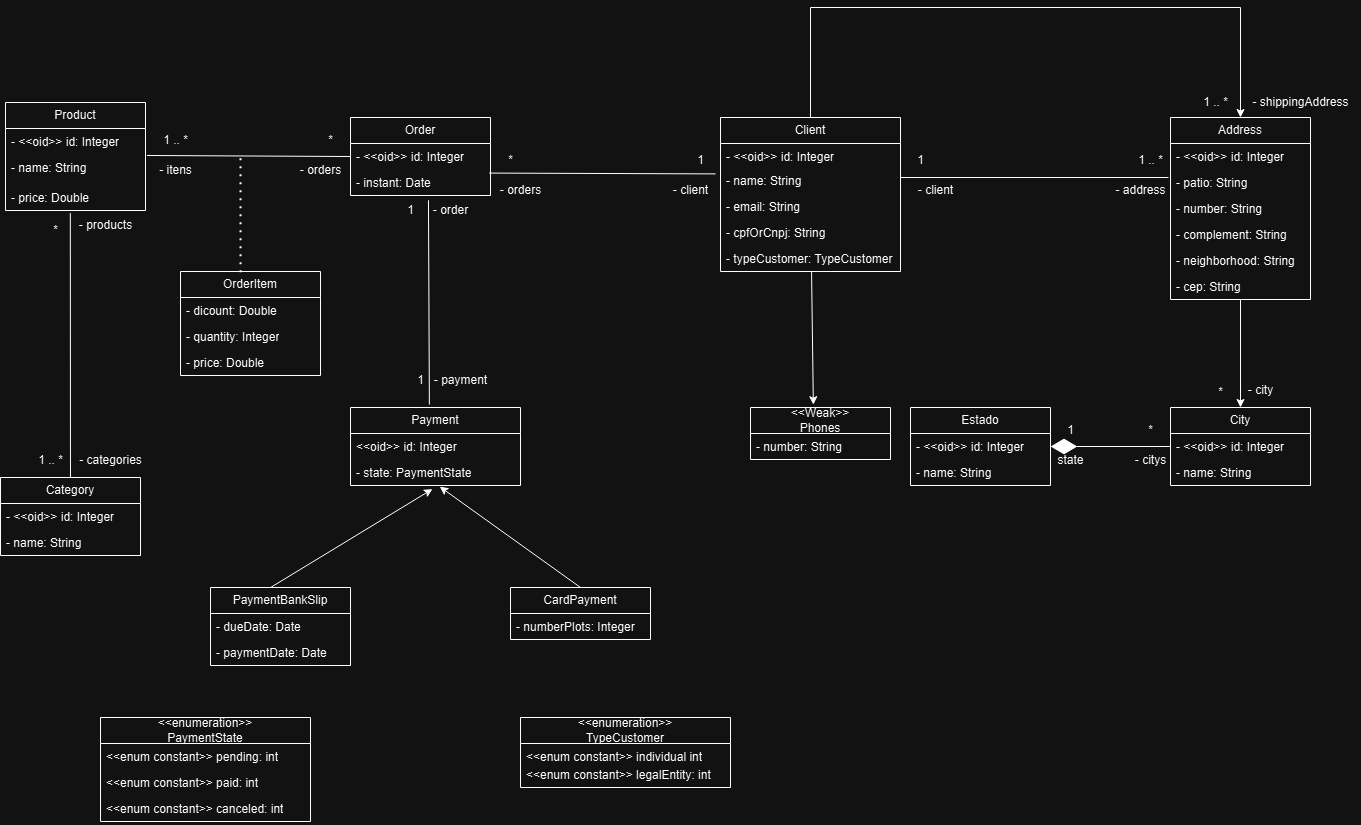 1 .. *
- shippingAddress
Product
- <<oid>> id: Integer
- name: String
- price: Double
1 .. *
*
- itens
- orders
Order
- <<oid>> id: Integer
- instant: Date
*
1
- orders
- client
Client
- <<oid>> id: Integer
- name: String
- email: String
- cpfOrCnpj: String
- typeCustomer: TypeCustomer
1
1 .. *
- client
- address
Address
- <<oid>> id: Integer
- patio: String
- number: String
- complement: String
- neighborhood: String
- cep: String
*
- products
1
- order
OrderItem
- dicount: Double
- quantity: Integer
- price: Double
1
- payment
*
- city
Payment
<<oid>> id: Integer
- state: PaymentState
<<Weak>>
Phones
- number: String
Estado
- <<oid>> id: Integer
- name: String
1
*
state
- citys
City
- <<oid>> id: Integer
- name: String
1 .. *
- categories
Category
- <<oid>> id: Integer
- name: String
PaymentBankSlip
- dueDate: Date
- paymentDate: Date
CardPayment
- numberPlots: Integer
<<enumeration>>
PaymentState
<<enum constant>> pending: int
<<enum constant>> paid: int
<<enum constant>> canceled: int
<<enumeration>>
TypeCustomer
<<enum constant>> individual int
<<enum constant>> legalEntity: int